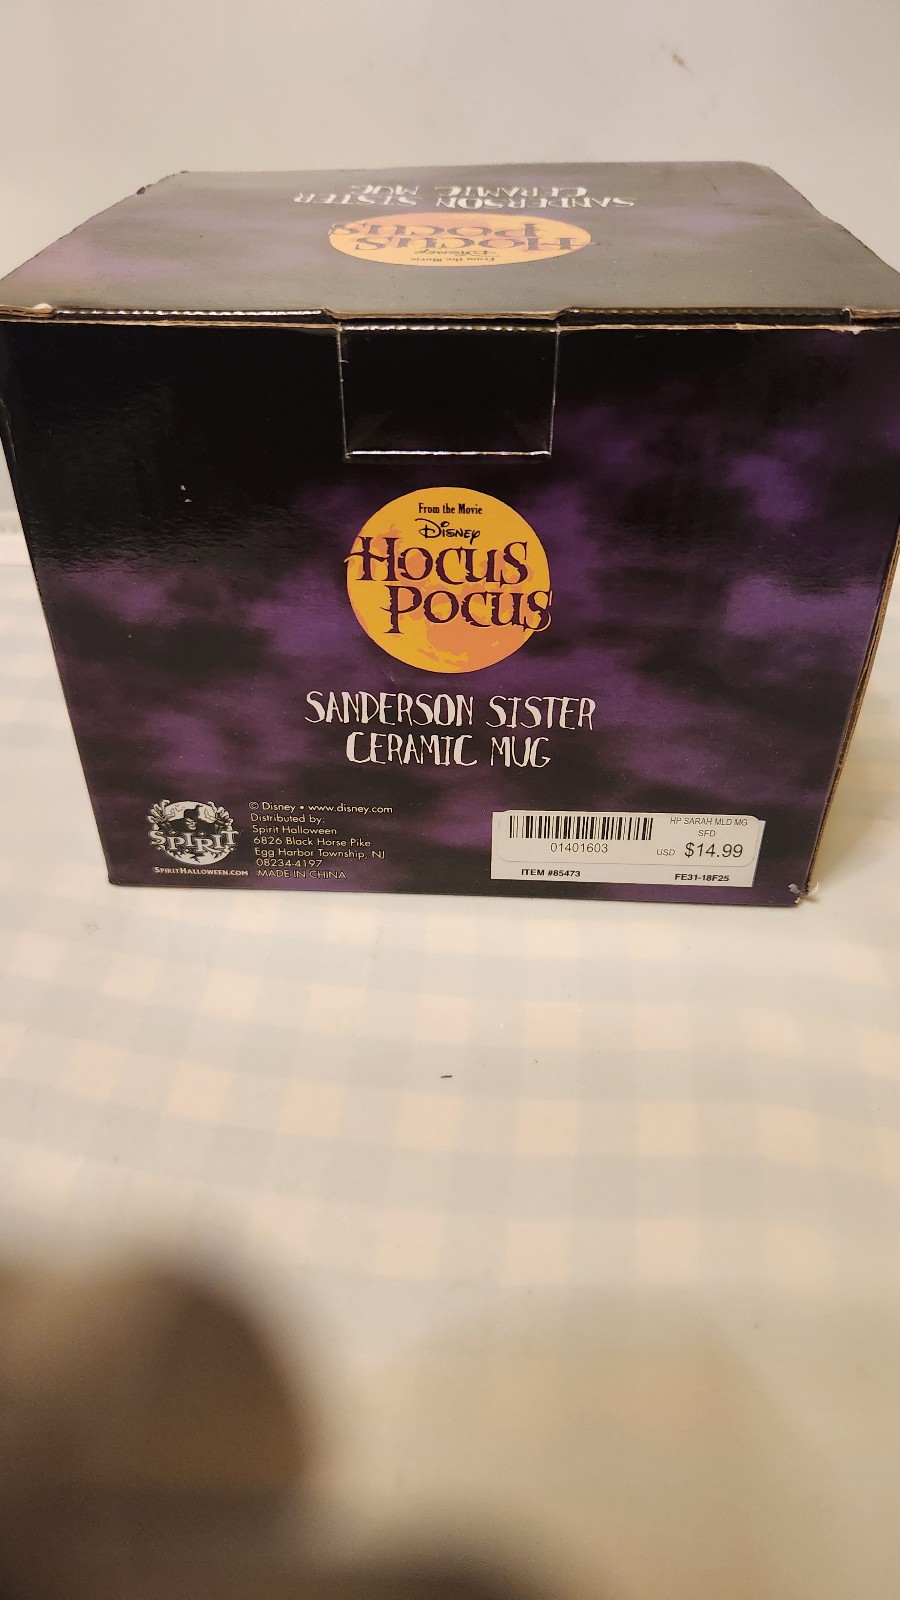 SANDERSON SISTER
CERAMIC MUG
HOCUS
POCUS
Disney
From the Movie
From the Movie
Disney
HOCUS
POCUS
SANDERSON SISTER
CERAMIC MUG
SPIRIT
SPIRITHALLOWEEN.COM
© Disney • www.disney.com
Distributed by:
Spirit Halloween
6826 Black Horse Pike
Egg Harbor Township, NJ
08234-4197
MADE IN CHINA
HP SARAH MLD MG
SFD
01401603
USD $14.99
ITEM #85473
FE31-18F25